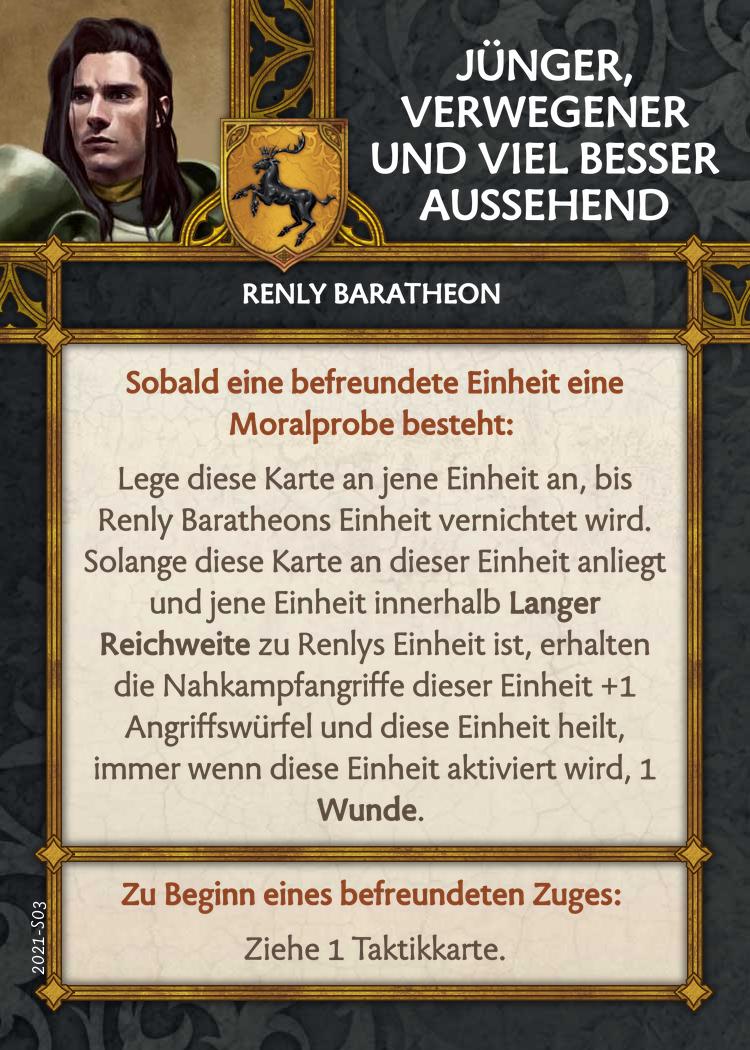 JÜNGER,
VERWEGENER
UND VIEL BESSER
AUSSEHEND
RENLY BARATHEON
Sobald eine befreundete Einheit eine
Moralprobe besteht:
Lege diese Karte an jene Einheit an, bis
Renly Baratheons Einheit vernichtet wird.
Solange diese Karte an dieser Einheit anliegt
und jene Einheit innerhalb Langer
Reichweite zu Renlys Einheit ist, erhalten
die Nahkampfangriffe dieser Einheit +1
Angriffswürfel und diese Einheit heilt,
immer wenn diese Einheit aktiviert wird, 1
Wunde.
Zu Beginn eines befreundeten Zuges:
Ziehe 1 Taktikkarte.
2021-S03